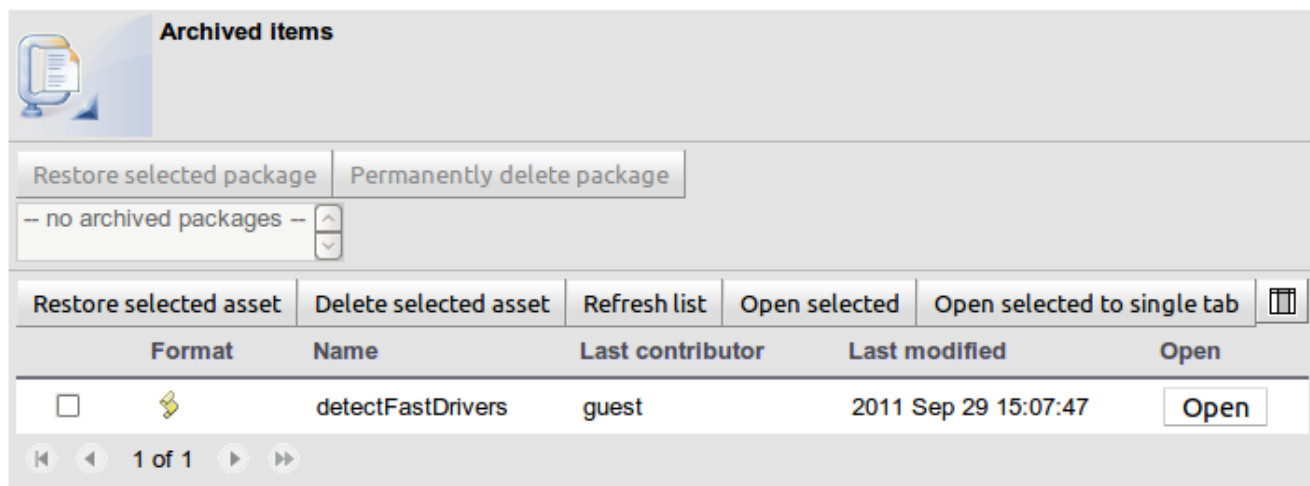 Archived items
Restore selected package Permanently delete package
-- no archived packages --
Restore selected asset Delete selected asset Refresh list Open selected Open selected to single tab
Format Name Last contributor Last modified Open
detectFastDrivers guest 2011 Sep 29 15:07:47 Open
1 of 1